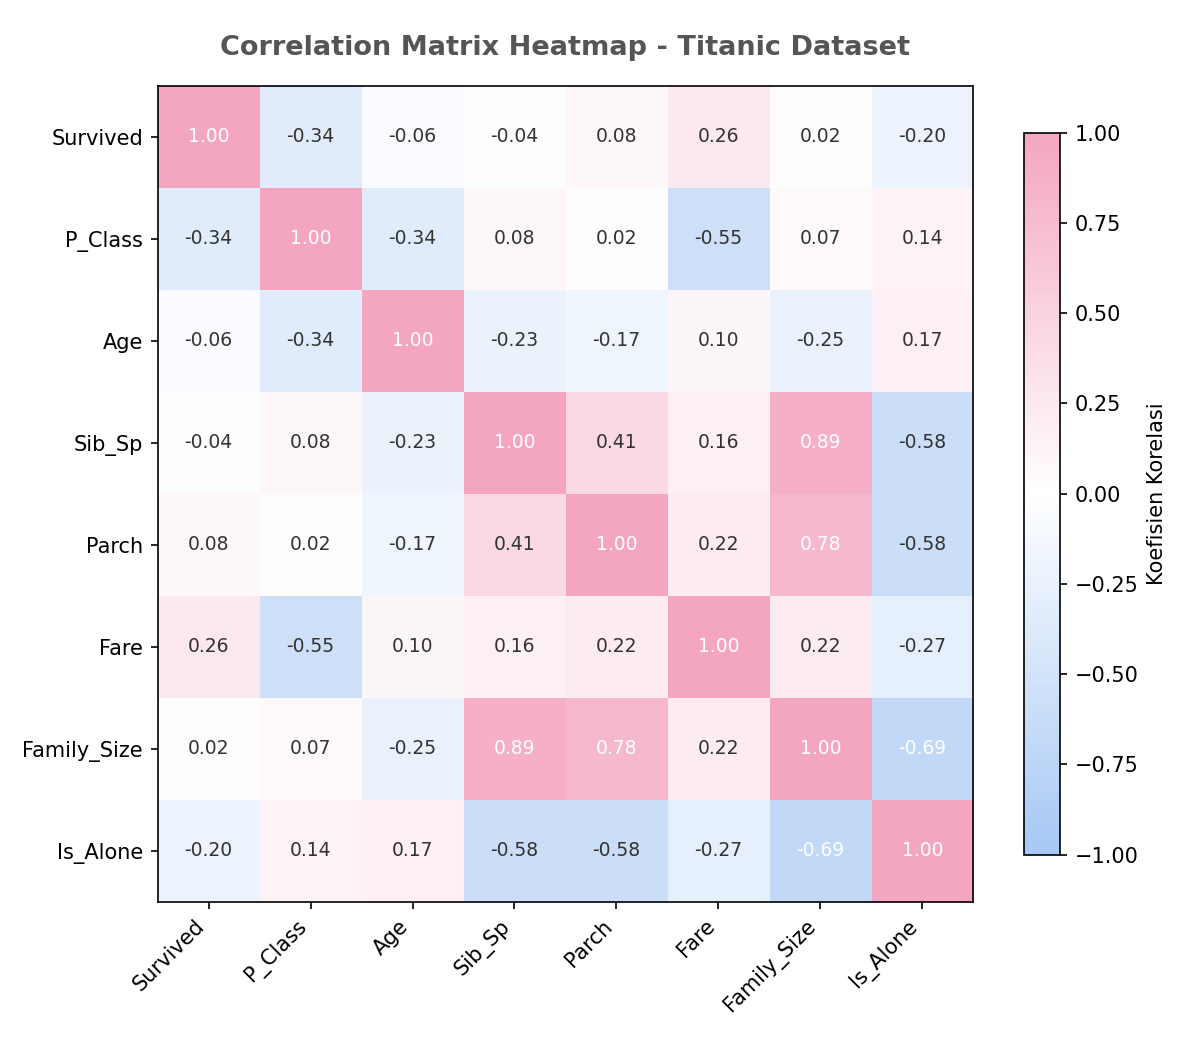 Correlation Matrix Heatmap - Titanic Dataset
Survived 1.00 -0.34 -0.06 -0.04 0.08 0.26 0.02 -0.20
P_Class -0.34 1.00 -0.34 0.08 0.02 -0.55 0.07 0.14
Age -0.06 -0.34 1.00 -0.23 -0.17 0.10 -0.25 0.17
Sib_Sp -0.04 0.08 -0.23 1.00 0.41 0.16 0.89 -0.58
Parch 0.08 0.02 -0.17 0.41 1.00 0.22 0.78 -0.58
Fare 0.26 -0.55 0.10 0.16 0.22 1.00 0.22 -0.27
Family_Size 0.02 0.07 -0.25 0.89 0.78 0.22 1.00 -0.69
Is_Alone -0.20 0.14 0.17 -0.58 -0.58 -0.27 -0.69 1.00
Survived P_Class Age Sib_Sp Parch Fare Family_Size Is_Alone
1.00
0.75
0.50
0.25
0.00
−0.25
−0.50
−0.75
−1.00
Koefisien Korelasi